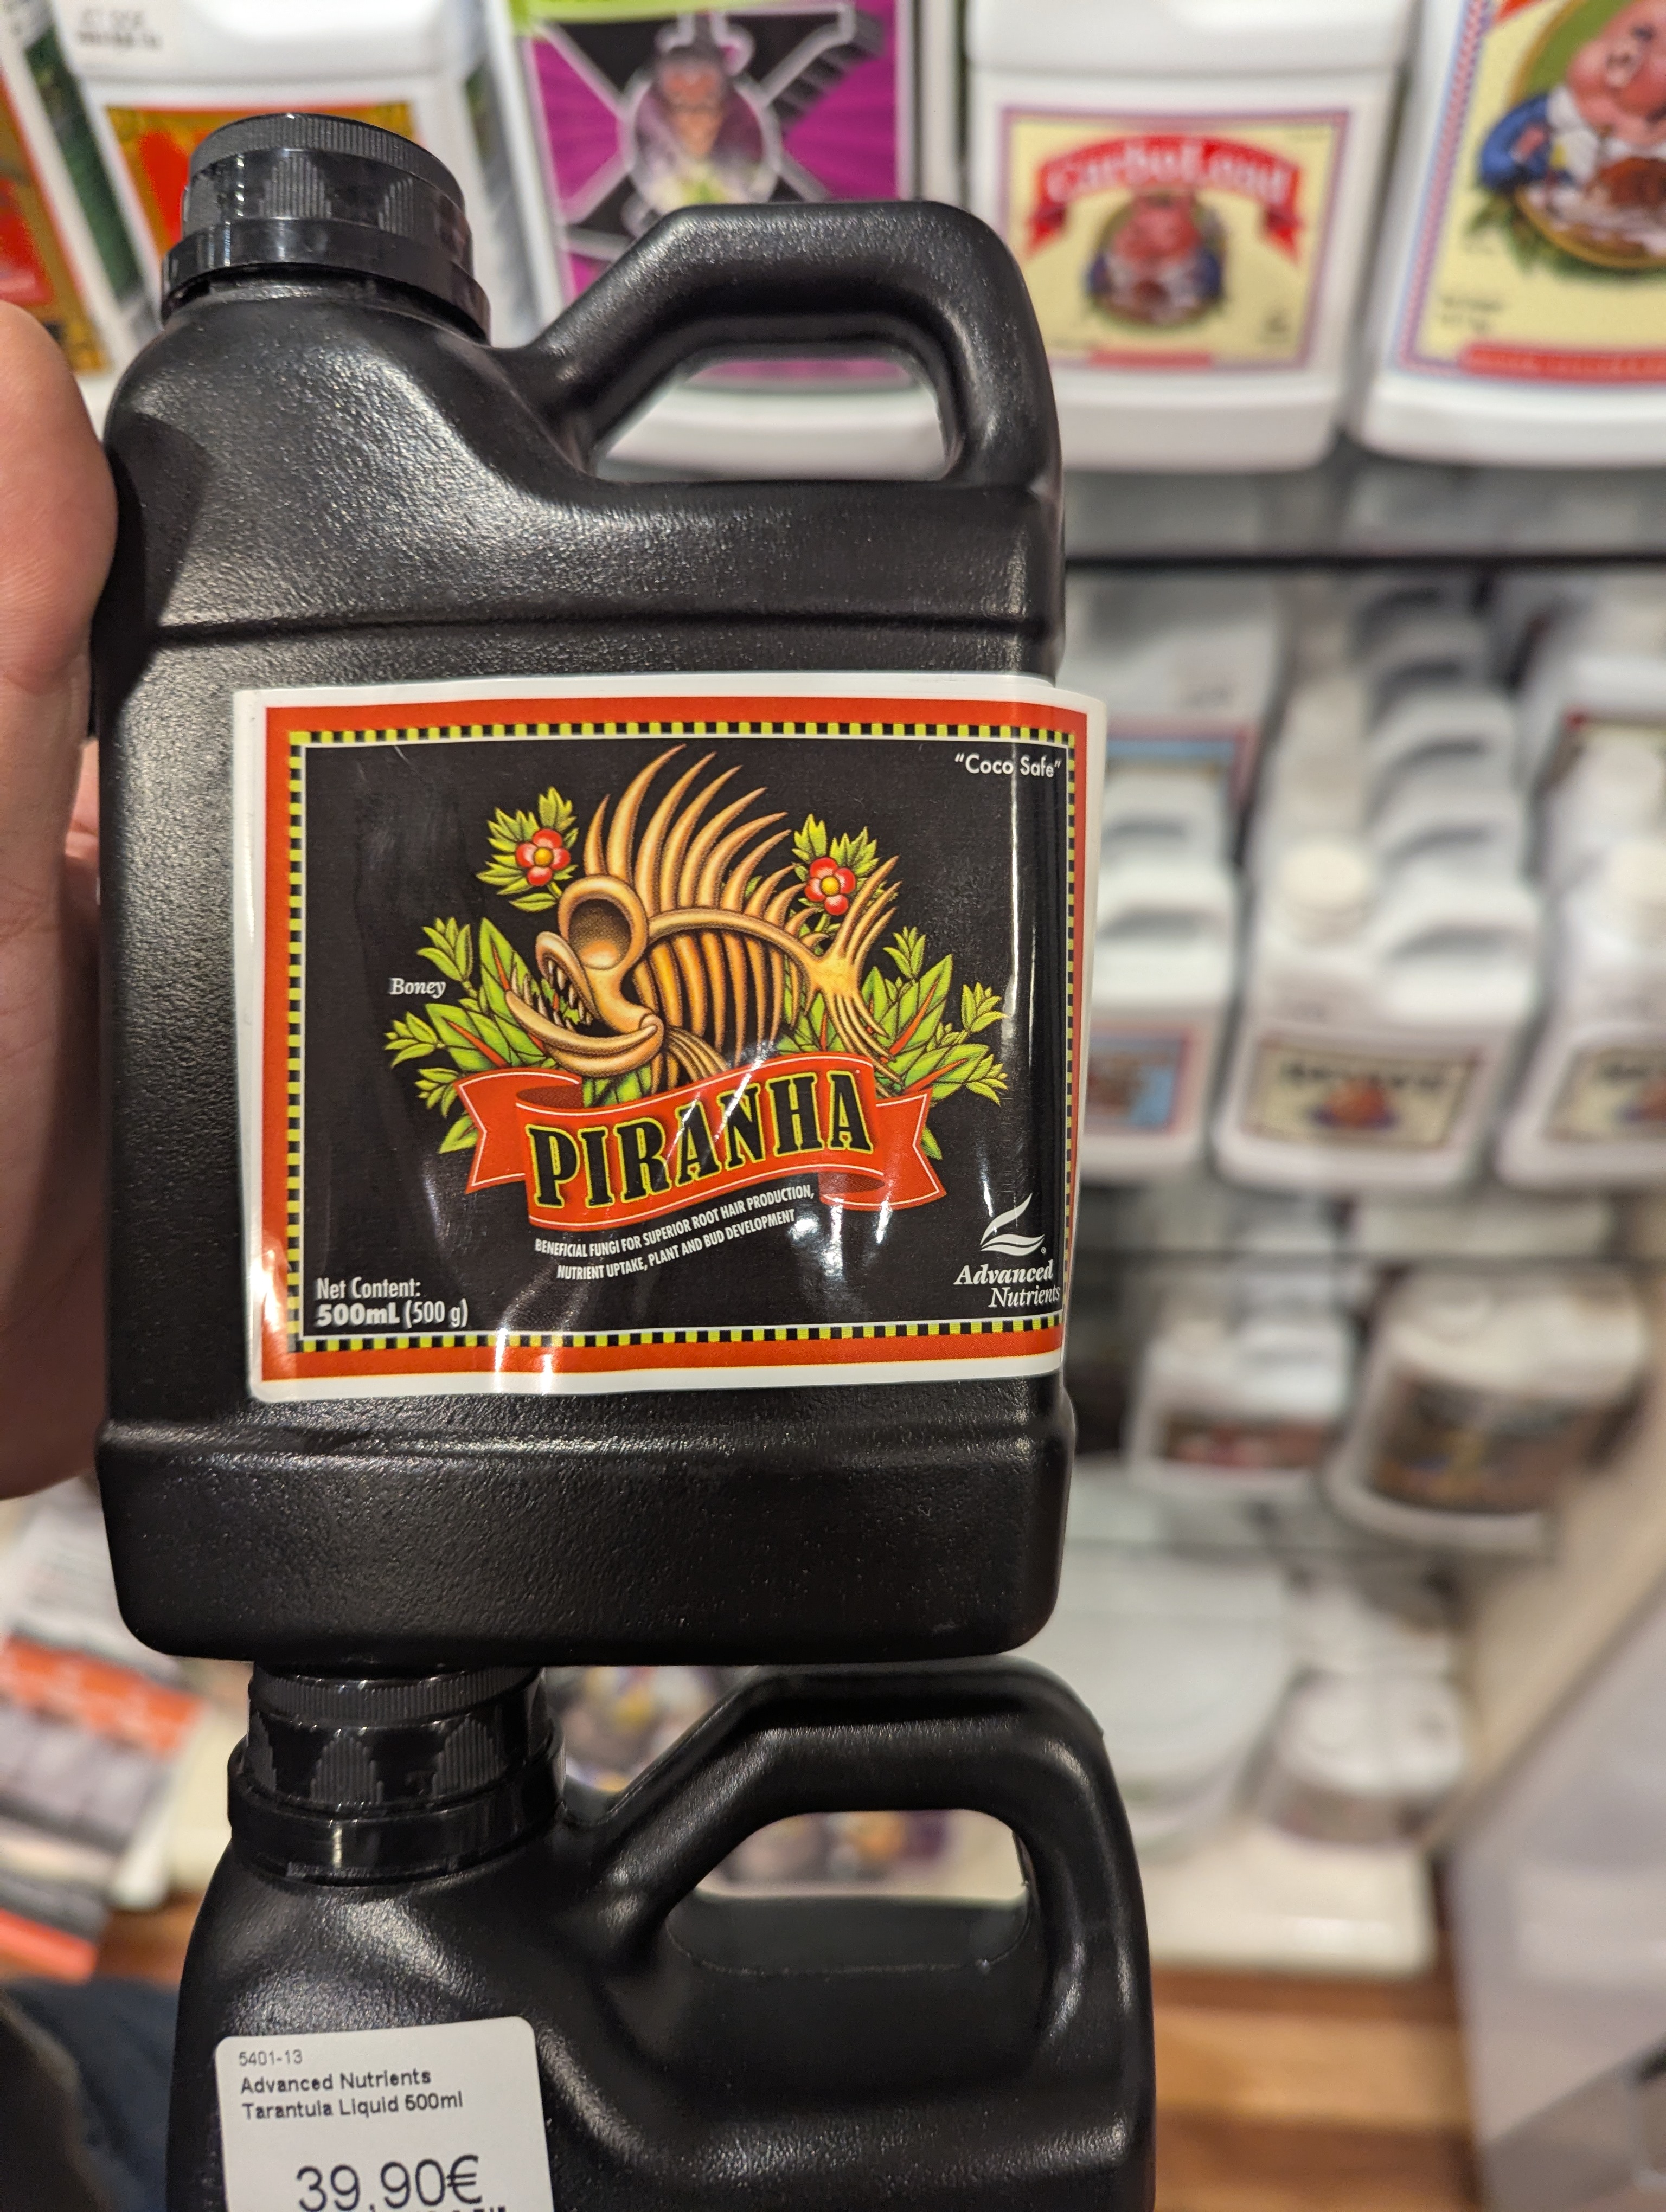 CarboLoad
"Coco Safe"
Boney
PIRANHA
BENEFICIAL FUNGI FOR SUPERIOR ROOT HAIR PRODUCTION,
NUTRIENT UPTAKE, PLANT AND BUD DEVELOPMENT
Net Content:
500mL (500 g)
Advanced
Nutrients
5401-13
Advanced Nutrients
Tarantula Liquid 500ml
39,90€